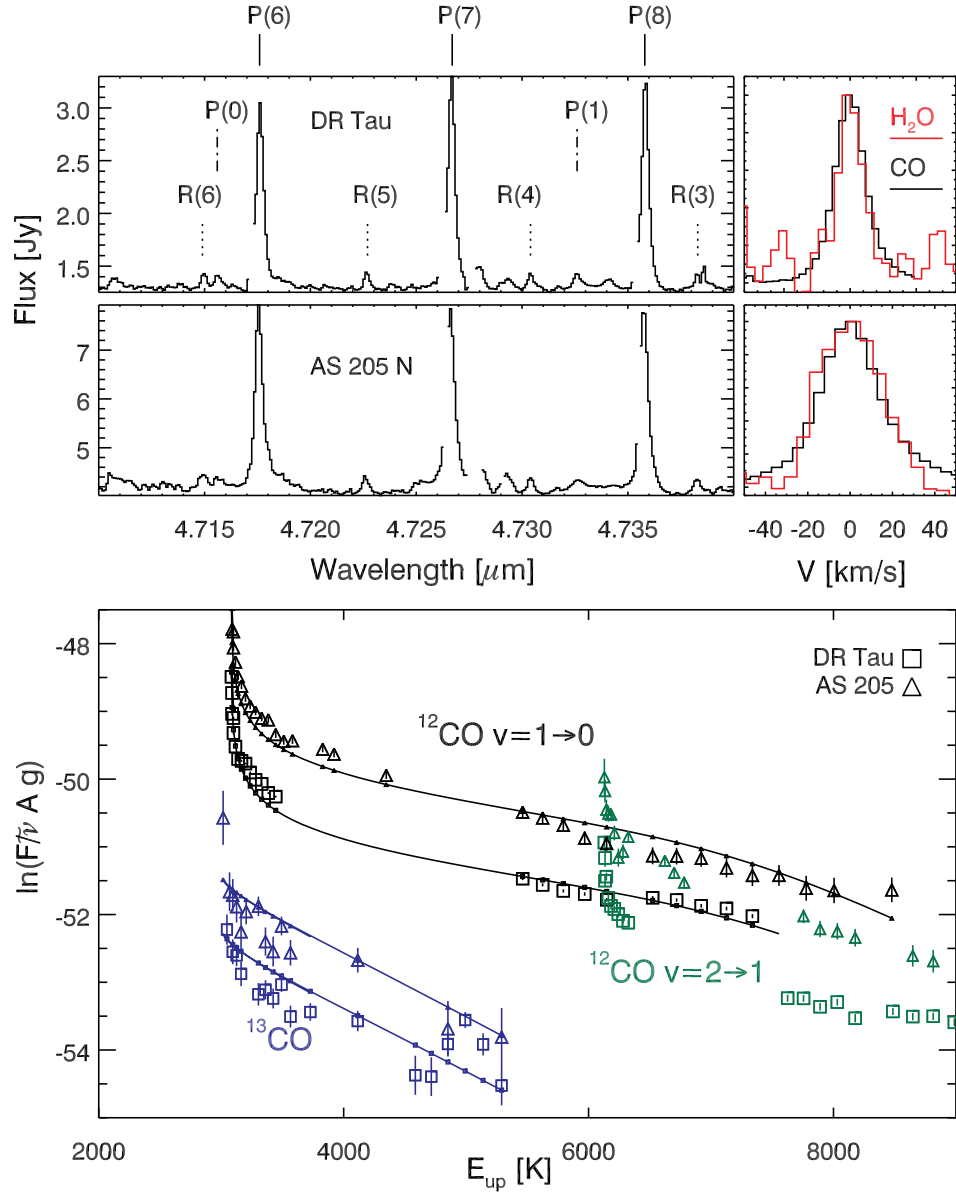 P(6) P(7) P(8)
3.0
2.5
2.0
1.5
Flux [Jy]
P(0)
DR Tau
P(1)
R(6) R(5) R(4) R(3)
H₂O
CO
7
6
5
AS 205 N
4.715 4.720 4.725 4.730 4.735
Wavelength [μm]
-40 -20 0 20 40
V [km/s]
-48
-50
-52
-54
ln(F/ν̃ A g)
DR Tau
AS 205
¹²CO v=1→0
¹²CO v=2→1
¹³CO
2000 4000 6000 8000
Eup [K]